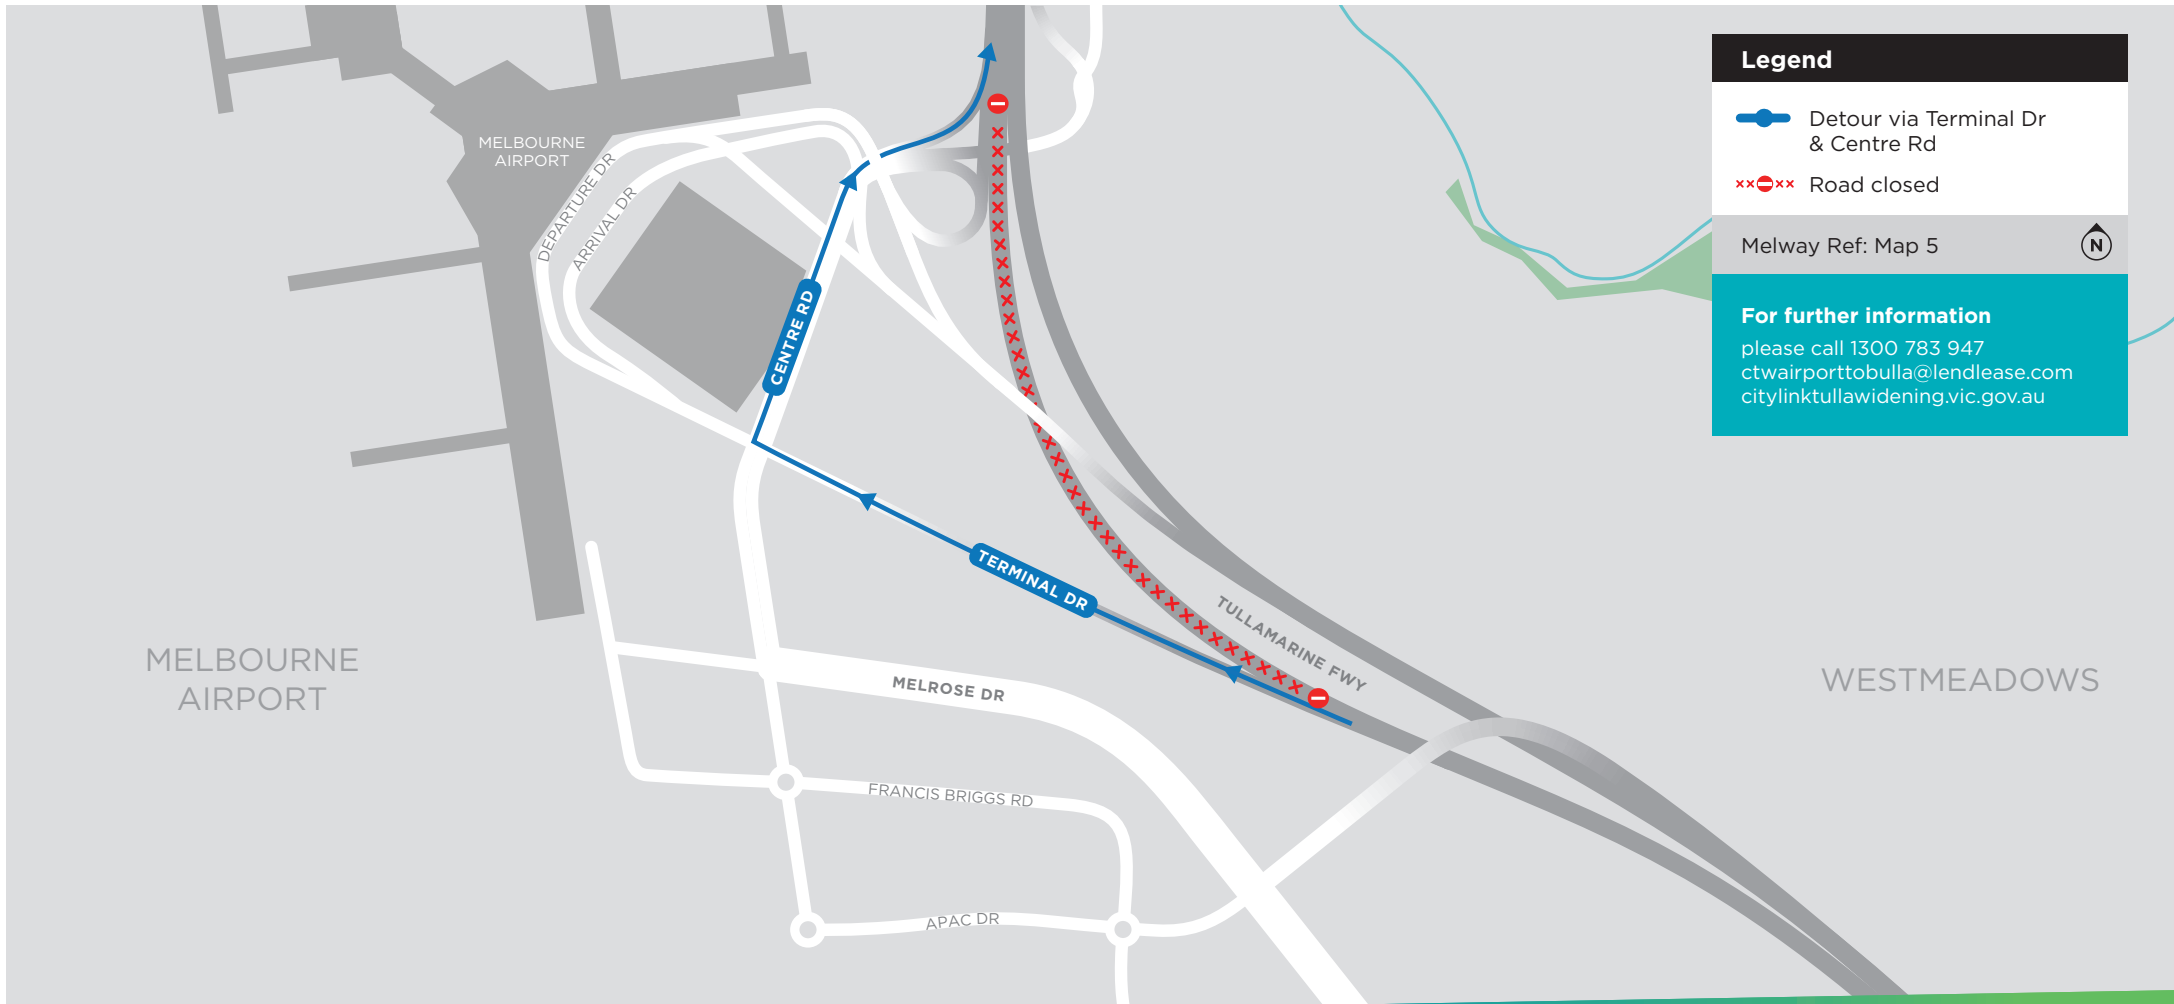 MELBOURNE
AIRPORT
DEPARTURE DR
ARRIVAL DR
CENTRE RD
TERMINAL DR
TULLAMARINE FWY
MELBOURNE
AIRPORT
MELROSE DR
WESTMEADOWS
FRANCIS BRIGGS RD
APAC DR
Legend
Detour via Terminal Dr
& Centre Rd
Road closed
Melway Ref: Map 5
N
For further information
please call 1300 783 947
ctwairporttobulla@lendlease.com
citylinktullawidening.vic.gov.au